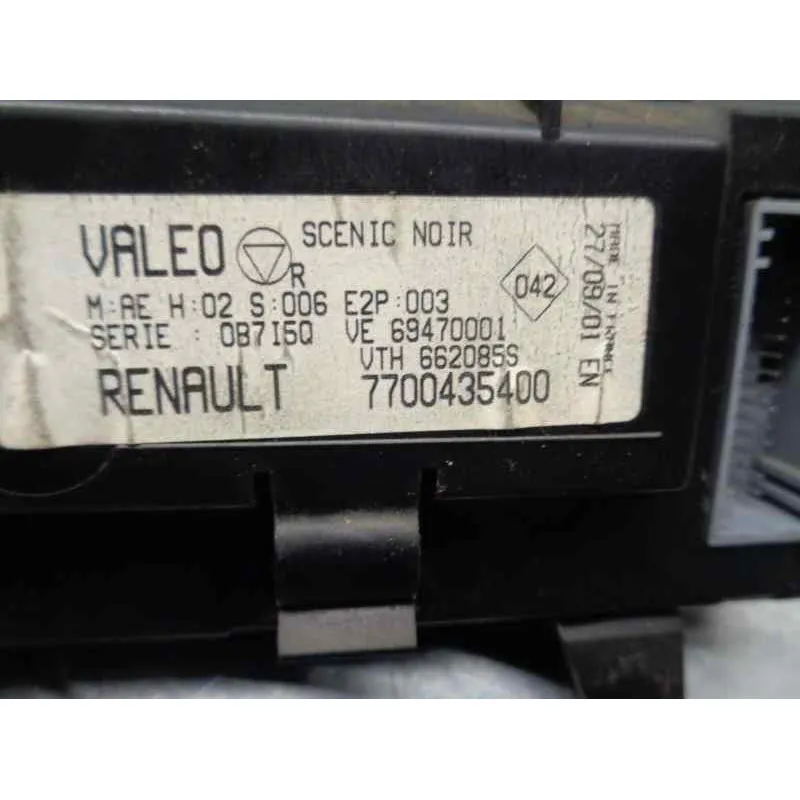 VALEO R SCENIC NOIR
M:AE H:02 S:006 E2P:003
SERIE : 0B7I5Q VE 69470001
VTH 662085S
RENAULT 7700435400
042
27/09/01 EN
MADE IN FRANCE